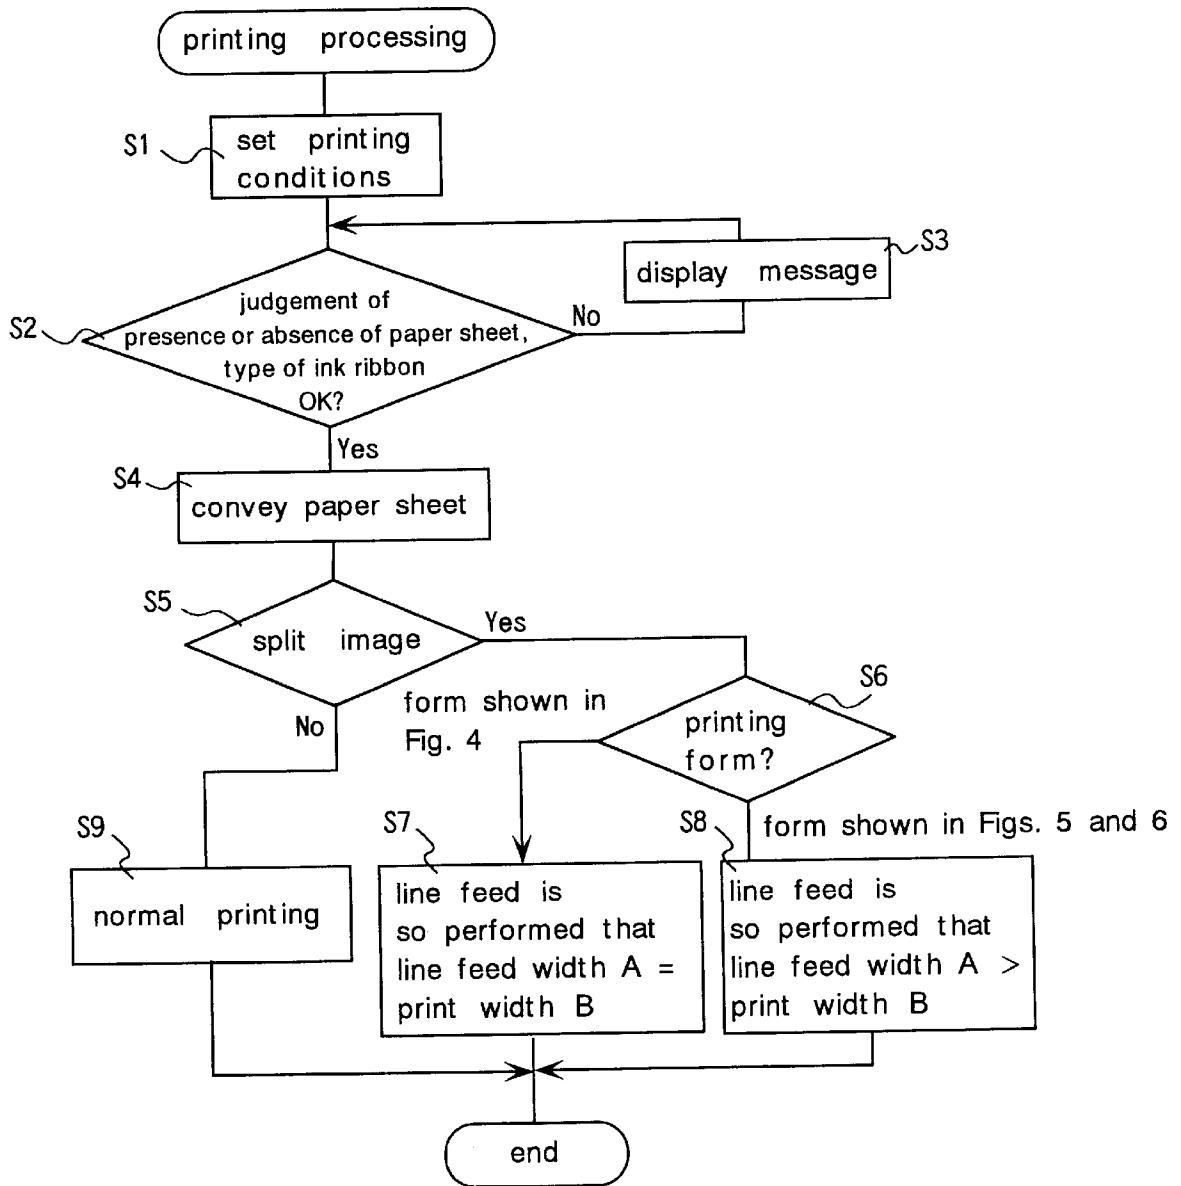 printing processing
S1
set printing
conditions
S3
display message
S2
judgement of
presence or absence of paper sheet,
type of ink ribbon
OK?
No
Yes
S4
convey paper sheet
S5
split image
Yes
No
S6
printing
form?
form shown in
Fig. 4
form shown in Figs. 5 and 6
S9
normal printing
S7
line feed is
so performed that
line feed width A =
print width B
S8
line feed is
so performed that
line feed width A >
print width B
end